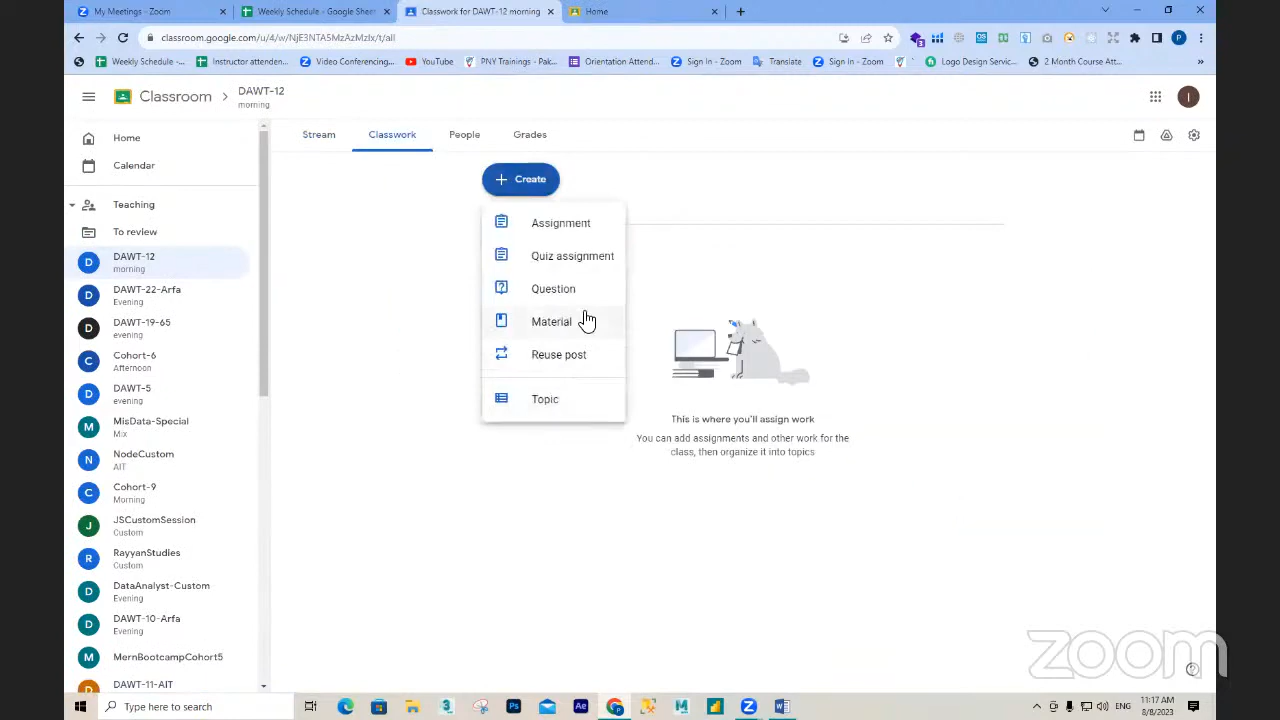 My Meetings - Zoom
Weekly Schedule - Google Sheet
Classwork for DAWT-12 morning
Home
classroom.google.com/u/4/w/NjE3NTA5MzAzMzIx/t/all
Weekly Schedule -...
Instructor attenden...
Video Conferencing,...
YouTube
PNY Trainings - Pak...
Orientation Attend...
Sign In - Zoom
Translate
Sign In - Zoom
Logo Design Servic...
2 Month Course Att...
Classroom
DAWT-12
morning
Home
Calendar
Teaching
To review
DAWT-12
morning
DAWT-22-Arfa
Evening
DAWT-19-65
evening
Cohort-6
Afternoon
DAWT-5
evening
MisData-Special
Mix
NodeCustom
AIT
Cohort-9
Morning
JSCustomSession
Custom
RayyanStudies
Custom
DataAnalyst-Custom
Evening
DAWT-10-Arfa
Evening
MernBootcampCohort5
DAWT-11-AIT
Stream
Classwork
People
Grades
Create
Assignment
Quiz assignment
Question
Material
Reuse post
Topic
This is where you'll assign work
You can add assignments and other work for the
class, then organize it into topics
zoom
Type here to search
ENG
11:17 AM
8/8/2023